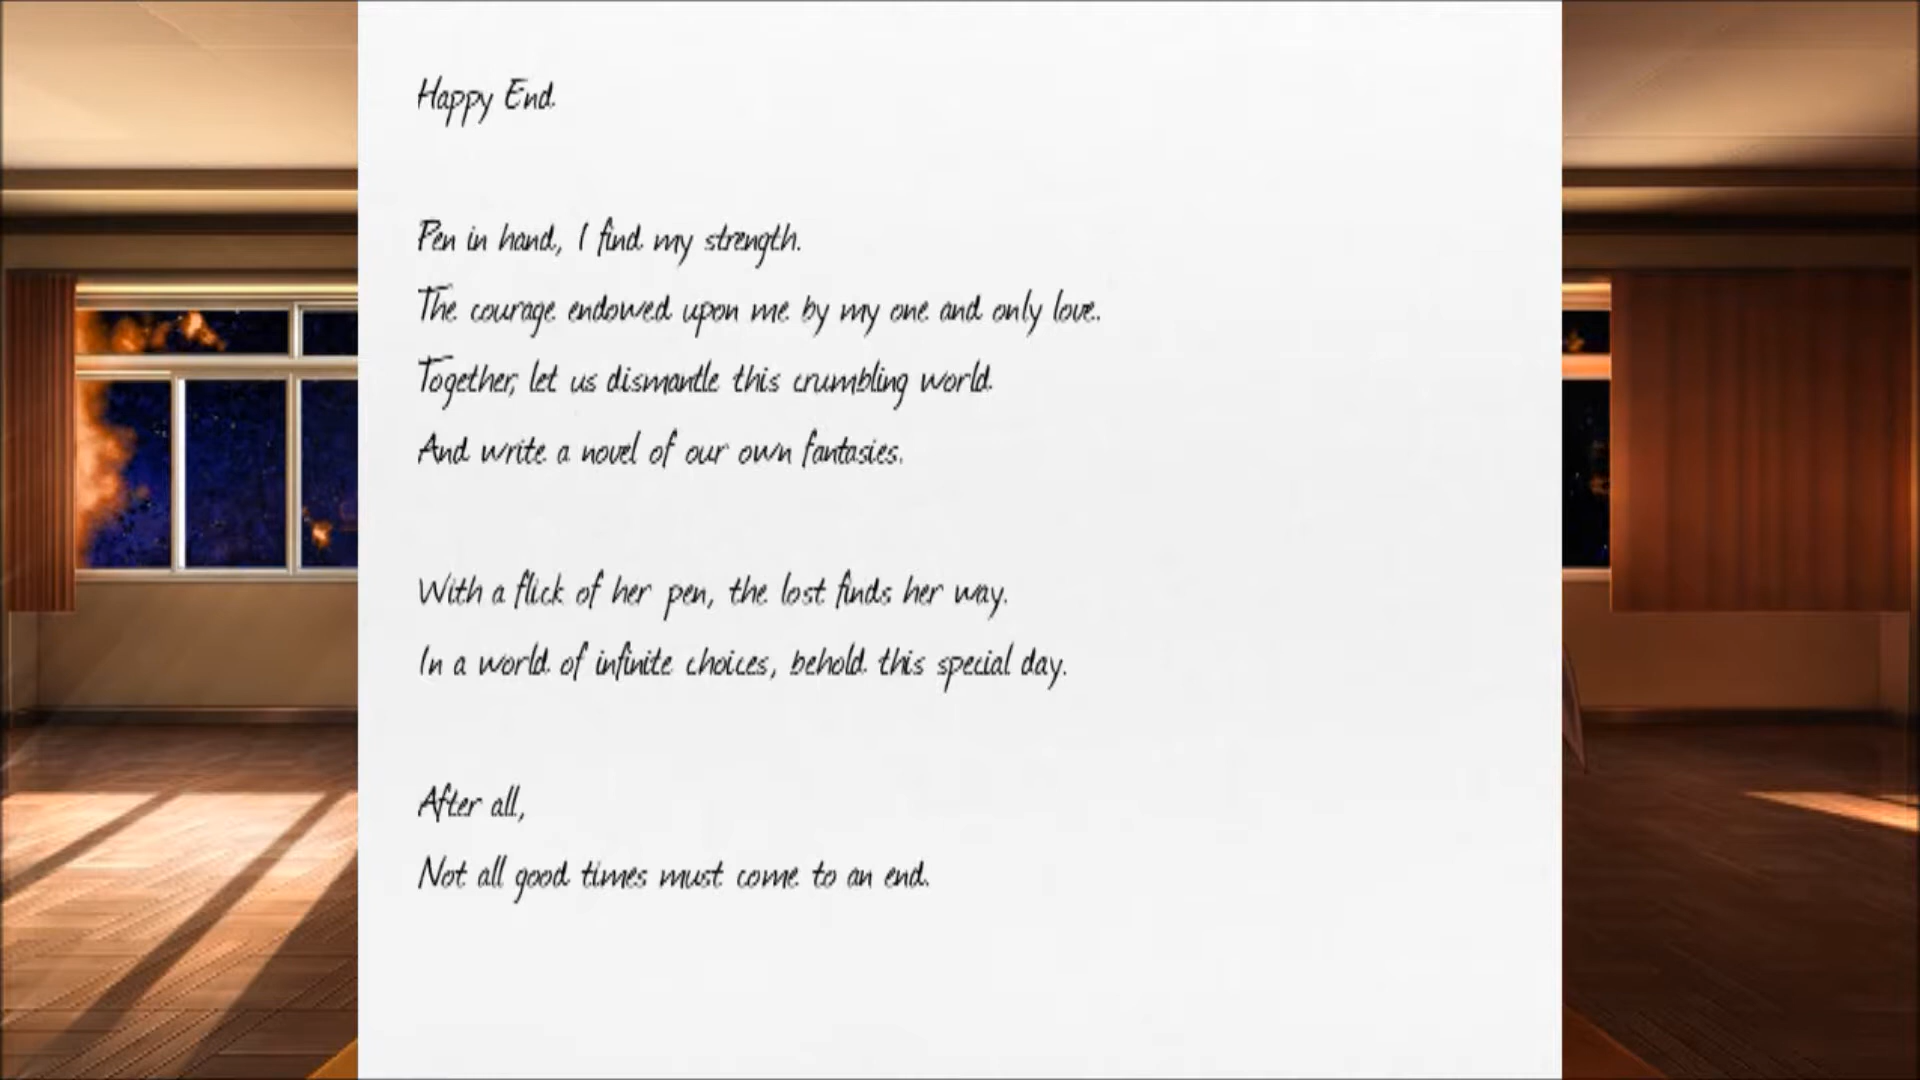 Happy End
Pen in hand, I find my strength.
The courage endowed upon me by my one and only love.
Together, let us dismantle this crumbling world.
And write a novel of our own fantasies.
With a flick of her pen, the lost finds her way.
In a world of infinite choices, behold this special day.
After all,
Not all good times must come to an end.